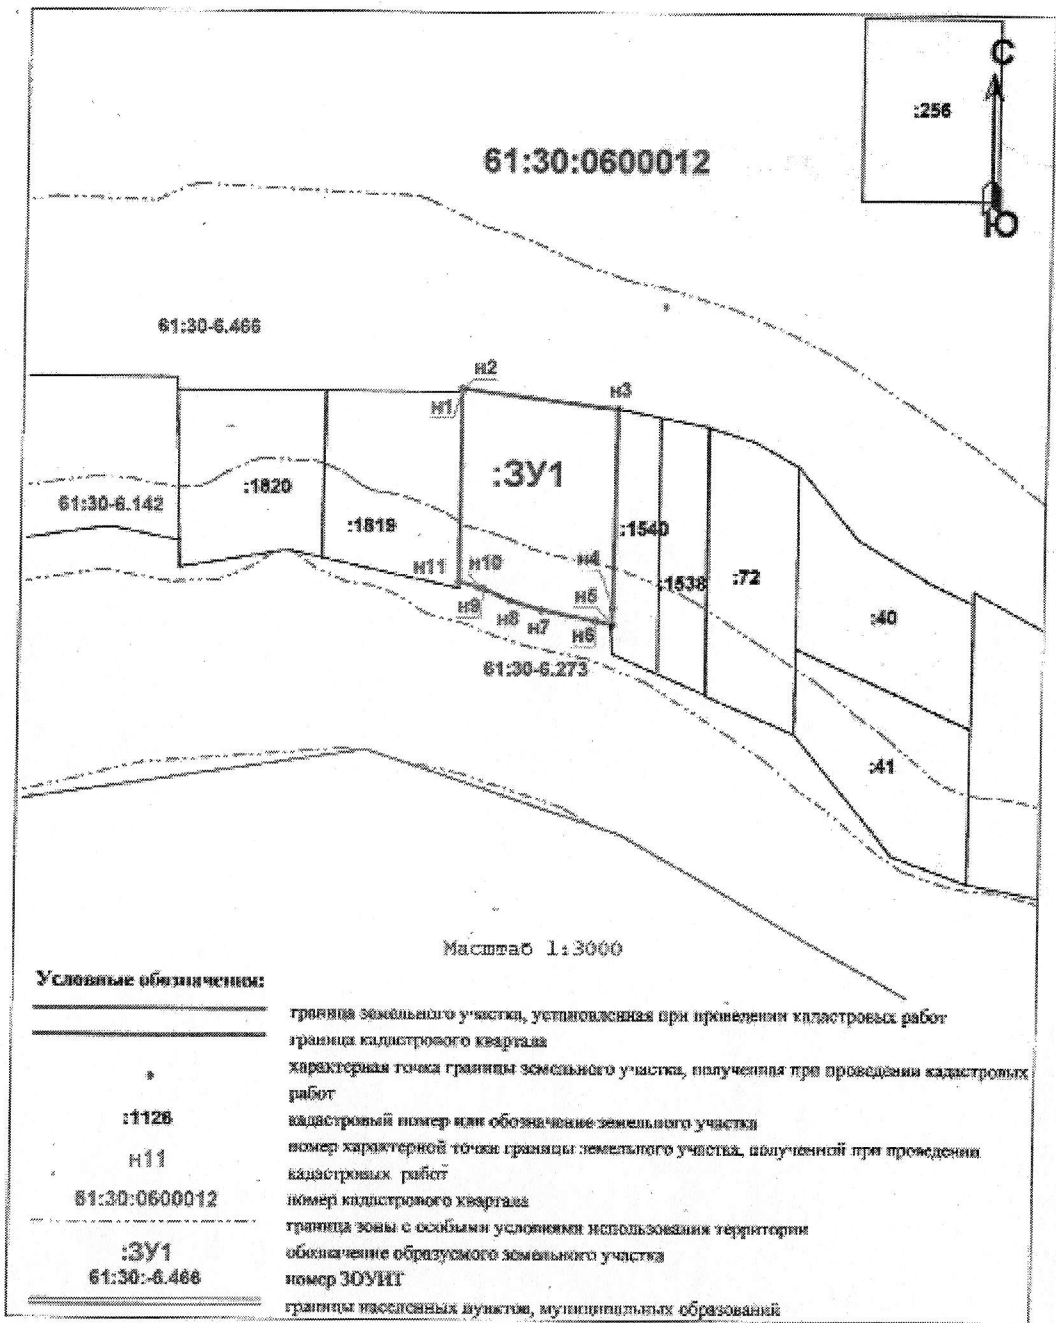 С
:256
61:30:0600012
Ю
61:30-6.466
н2
н1
н3
:ЗУ1
:1820
61:30-6.142
:1819
:1540
н11
н10
н4
:1538
:72
н9
н8
н7
н5
н6
:40
61:30-6.273
:41
Масштаб 1:3000
Условные обозначения:
граница земельного участка, установленная при проведении кадастровых работ
граница кадастрового квартала
характерная точка границы земельного участка, полученная при проведении кадастровых
работ
:1126
кадастровый номер или обозначение земельного участка
н11
номер характерной точки границы земельного участка, полученной при проведении
кадастровых работ
61:30:0600012
номер кадастрового квартала
граница зоны с особыми условиями использования территории
:ЗУ1
обозначение образуемого земельного участка
61:30:-6.466
номер ЗОУИТ
границы населенных пунктов, муниципальных образований